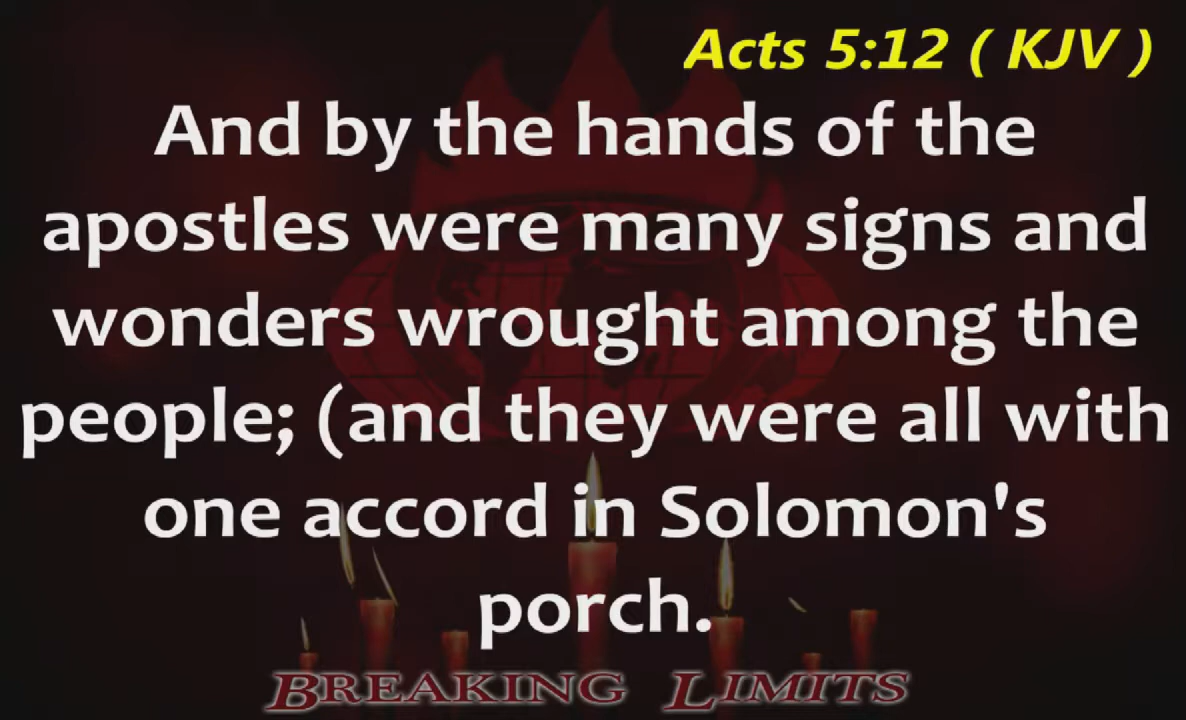 Acts 5:12 ( KJV )
And by the hands of the
apostles were many signs and
wonders wrought among the
people; (and they were all with
one accord in Solomon's
porch.
BREAKING LIMITS